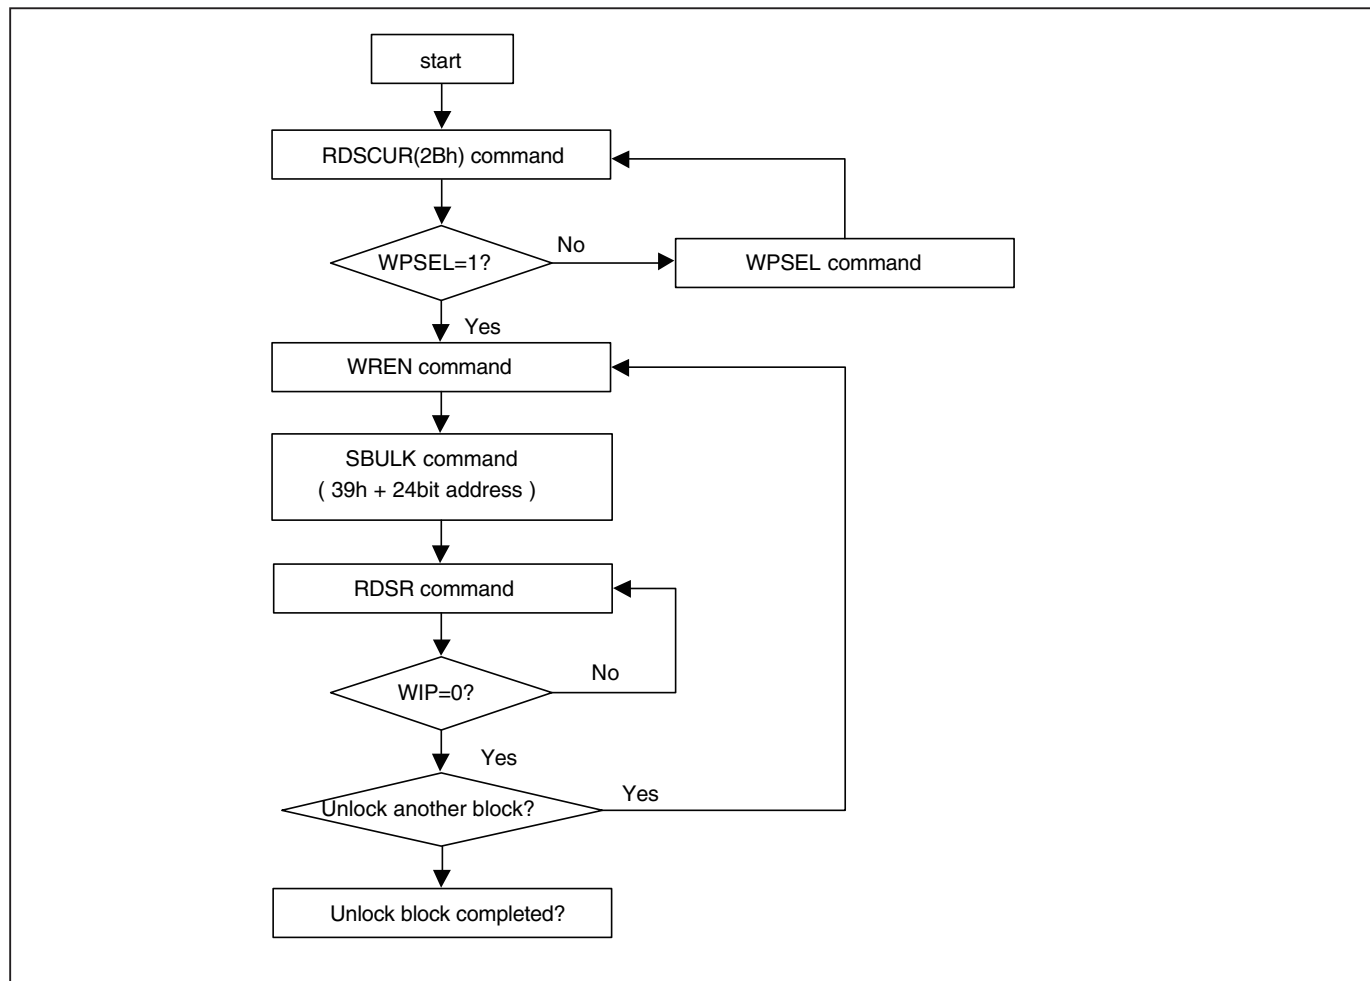 start
RDSCUR(2Bh) command
WPSEL=1?
No
WPSEL command
Yes
WREN command
SBULK command
( 39h + 24bit address )
RDSR command
WIP=0?
No
Yes
Unlock another block?
Yes
Unlock block completed?